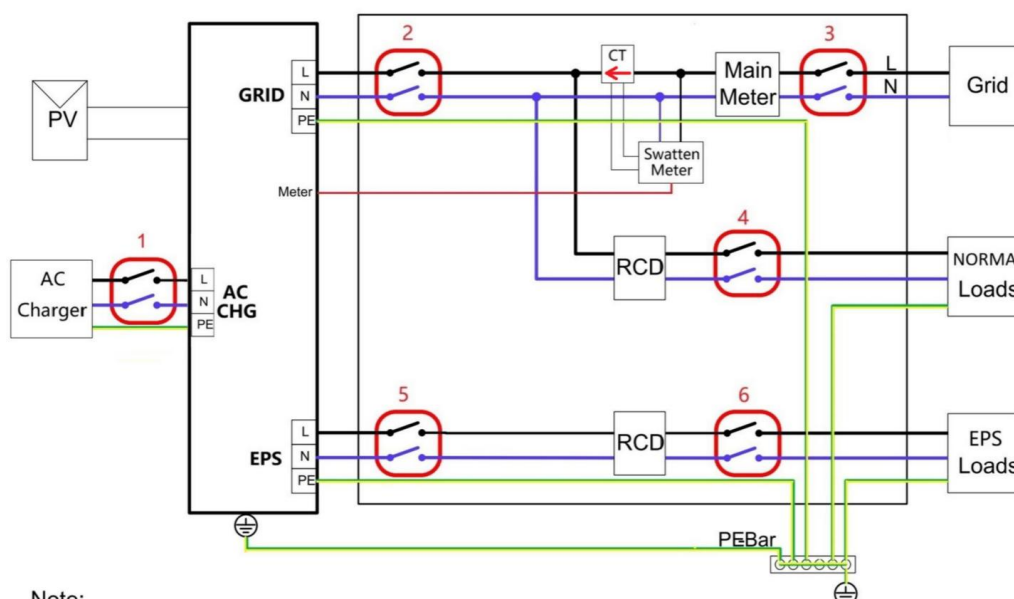 2
3
CT
L
GRID
N
PE
Main
Meter
L
N
Grid
PV
Swatten
Meter
Meter
1
4
AC
Charger
L
N
PE
AC
CHG
RCD
NORMA
Loads
5
6
L
EPS
N
PE
RCD
EPS
Loads
PEBar
Note: